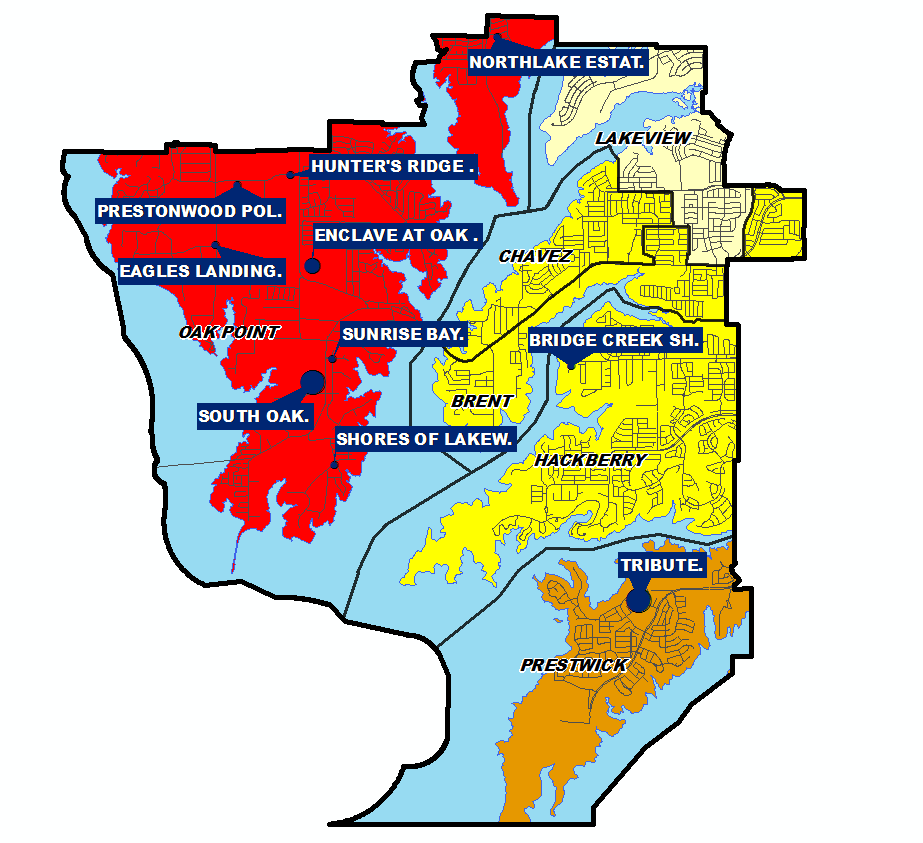 NORTHLAKE ESTAT.
LAKEVIEW
HUNTER'S RIDGE .
PRESTONWOOD POL.
ENCLAVE AT OAK .
CHAVEZ
EAGLES LANDING.
OAK POINT
SUNRISE BAY.
BRIDGE CREEK SH.
BRENT
SOUTH OAK.
SHORES OF LAKEW.
HACKBERRY
TRIBUTE.
PRESTWICK